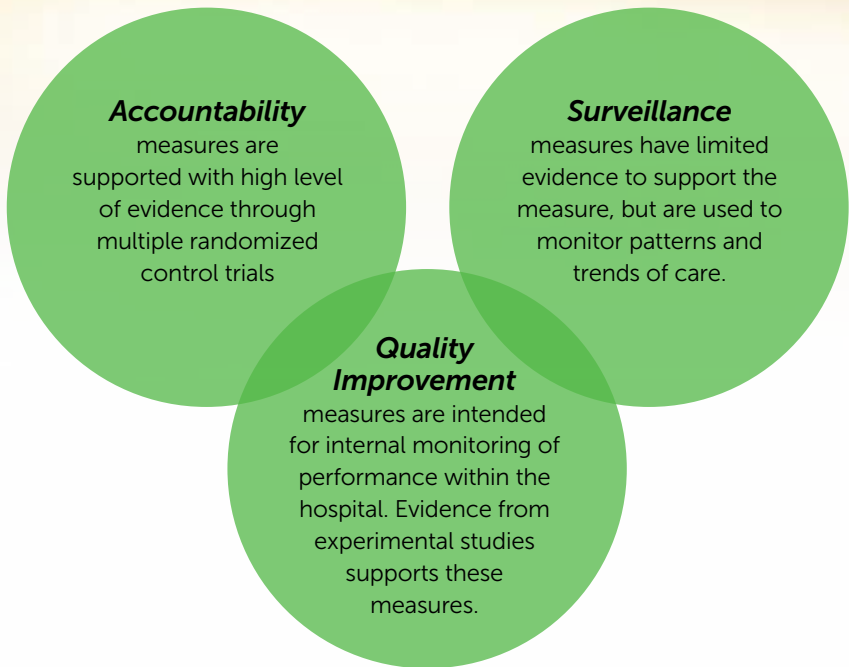 Accountability
measures are
supported with high level
of evidence through
multiple randomized
control trials
Surveillance
measures have limited
evidence to support the
measure, but are used to
monitor patterns and
trends of care.
Quality
Improvement
measures are intended
for internal monitoring of
performance within the
hospital. Evidence from
experimental studies
supports these
measures.